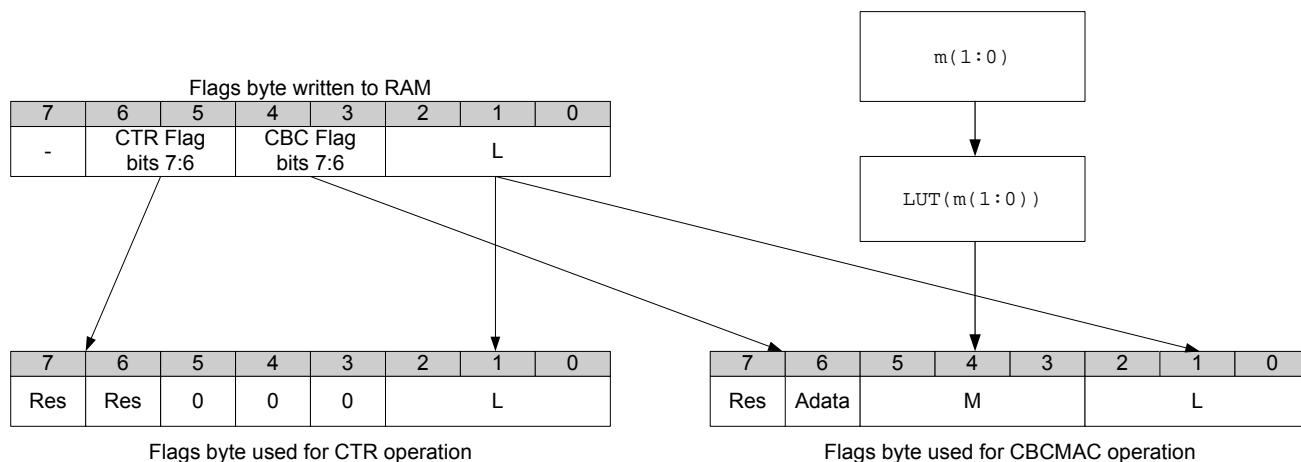 m(1:0)
Flags byte written to RAM
7 6 5 4 3 2 1 0
- CTR Flag bits 7:6 CBC Flag bits 7:6 L
LUT(m(1:0))
7 6 5 4 3 2 1 0
Res Res 0 0 0 L
Flags byte used for CTR operation
7 6 5 4 3 2 1 0
Res Adata M L
Flags byte used for CBCMAC operation